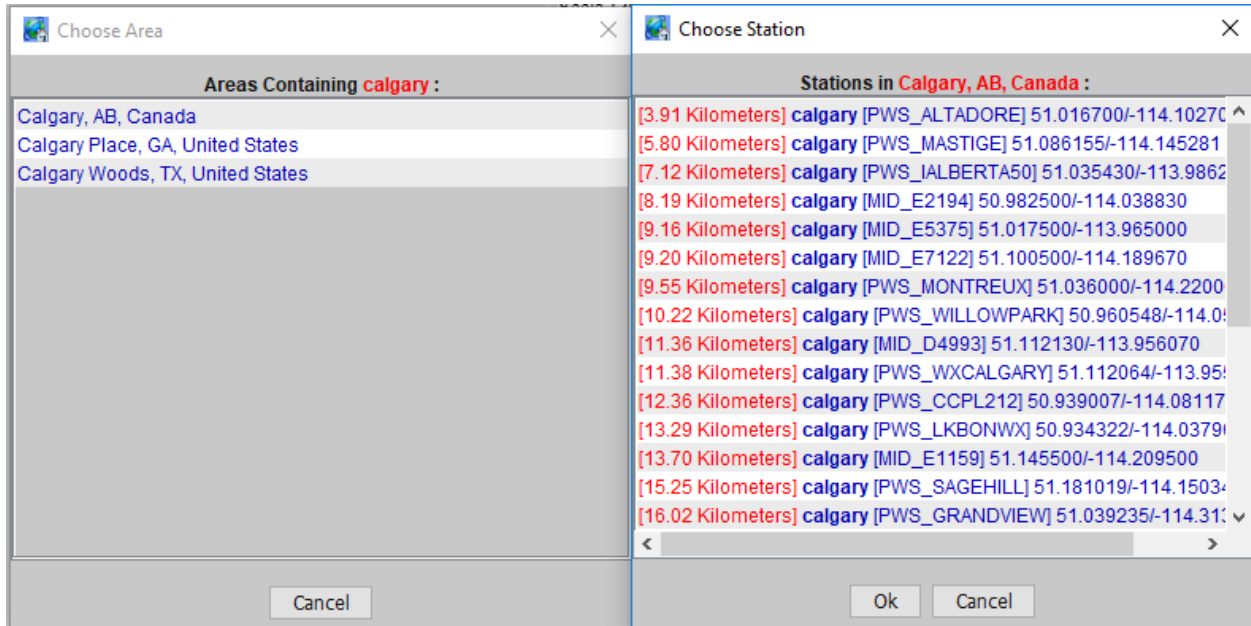 Choose Area
Areas Containing calgary :
Calgary, AB, Canada
Calgary Place, GA, United States
Calgary Woods, TX, United States
Cancel
Choose Station
Stations in Calgary, AB, Canada :
[3.91 Kilometers] calgary [PWS_ALTADORE] 51.016700/-114.10270
[5.80 Kilometers] calgary [PWS_MASTIGE] 51.086155/-114.145281
[7.12 Kilometers] calgary [PWS_IALBERTA50] 51.035430/-113.9862
[8.19 Kilometers] calgary [MID_E2194] 50.982500/-114.038830
[9.16 Kilometers] calgary [MID_E5375] 51.017500/-113.965000
[9.20 Kilometers] calgary [MID_E7122] 51.100500/-114.189670
[9.55 Kilometers] calgary [PWS_MONTREUX] 51.036000/-114.2200
[10.22 Kilometers] calgary [PWS_WILLOWPARK] 50.960548/-114.0
[11.36 Kilometers] calgary [MID_D4993] 51.112130/-113.956070
[11.38 Kilometers] calgary [PWS_WXCALGARY] 51.112064/-113.95
[12.36 Kilometers] calgary [PWS_CCPL212] 50.939007/-114.08117
[13.29 Kilometers] calgary [PWS_LKBONWX] 50.934322/-114.0379
[13.70 Kilometers] calgary [MID_E1159] 51.145500/-114.209500
[15.25 Kilometers] calgary [PWS_SAGEHILL] 51.181019/-114.1503
[16.02 Kilometers] calgary [PWS_GRANDVIEW] 51.039235/-114.31
Ok Cancel